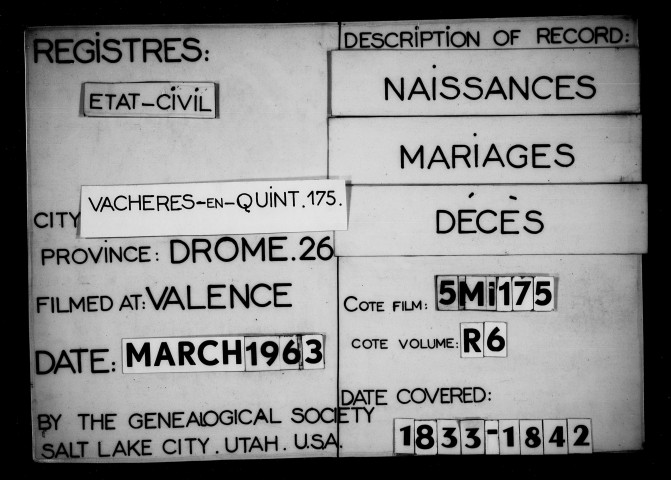 REGISTRES:
ETAT-CIVIL
CITY VACHERES-EN-QUINT.175.
PROVINCE: DROME.26
FILMED AT: VALENCE
DATE: MARCH 1963
BY THE GENEALOGICAL SOCIETY
SALT LAKE CITY. UTAH. U.S.A.
DESCRIPTION OF RECORD:
NAISSANCES
MARIAGES
DÉCÈS
COTE FILM: 5Mi175
COTE VOLUME: R6
DATE COVERED:
1833-1842